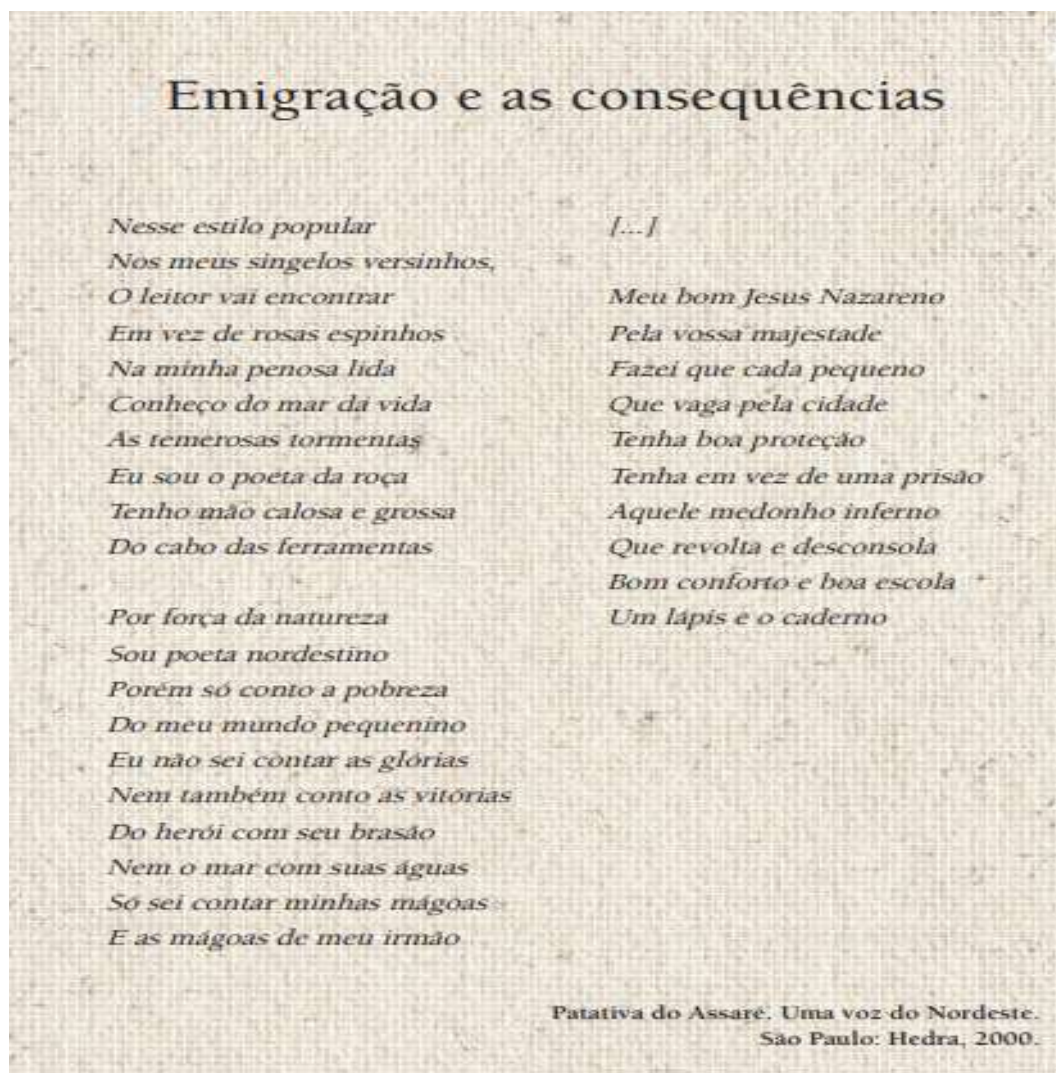 Emigração e as consequências
Nesse estilo popular
Nos meus singelos versinhos,
O leitor vai encontrar
Em vez de rosas espinhos
Na minha penosa lida
Conheço do mar da vida
As temerosas tormentas
Eu sou o poeta da roça
Tenho mão calosa e grossa
Do cabo das ferramentas
Por força da natureza
Sou poeta nordestino
Porém só conto a pobreza
Do meu mundo pequenino
Eu não sei contar as glórias
Nem também conto as vitórias
Do herói com seu brasão
Nem o mar com suas águas
Só sei contar minhas mágoas
E as mágoas de meu irmão
[...]
Meu bom Jesus Nazareno
Pela vossa majestade
Fazei que cada pequeno
Que vaga pela cidade
Tenha boa proteção
Tenha em vez de uma prisão
Aquele medonho inferno
Que revolta e desconsola
Bom conforto e boa escola
Um lápis e o caderno
Patativa do Assaré. Uma voz do Nordeste.
São Paulo: Hedra, 2000.